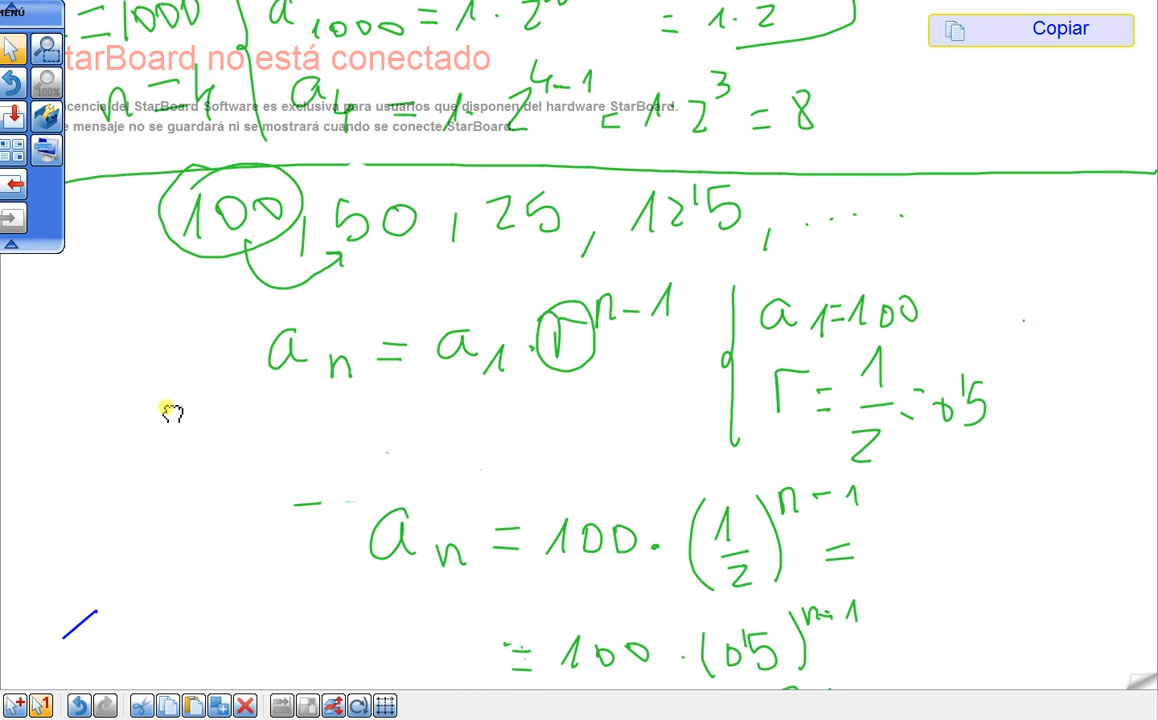 MENÚ
=1000 a1000 = 1 · 2 = 1 · 2
Copiar
tarBoard no está conectado
n = 4 a4 = 1 · 2^4-1 = 1 · 2^3 = 8
icencia del StarBoard Software es exclusiva para usuarios que disponen del hardware StarBoard.
e mensaje no se guardará ni se mostrará cuando se conecte StarBoard.
100, 50, 25, 12'5, ....
an = a1 · r^n-1
a1 = 100
r = 1/2 = 0'5
an = 100 · (1/2)^n-1 =
= 100 · (0'5)^n-1